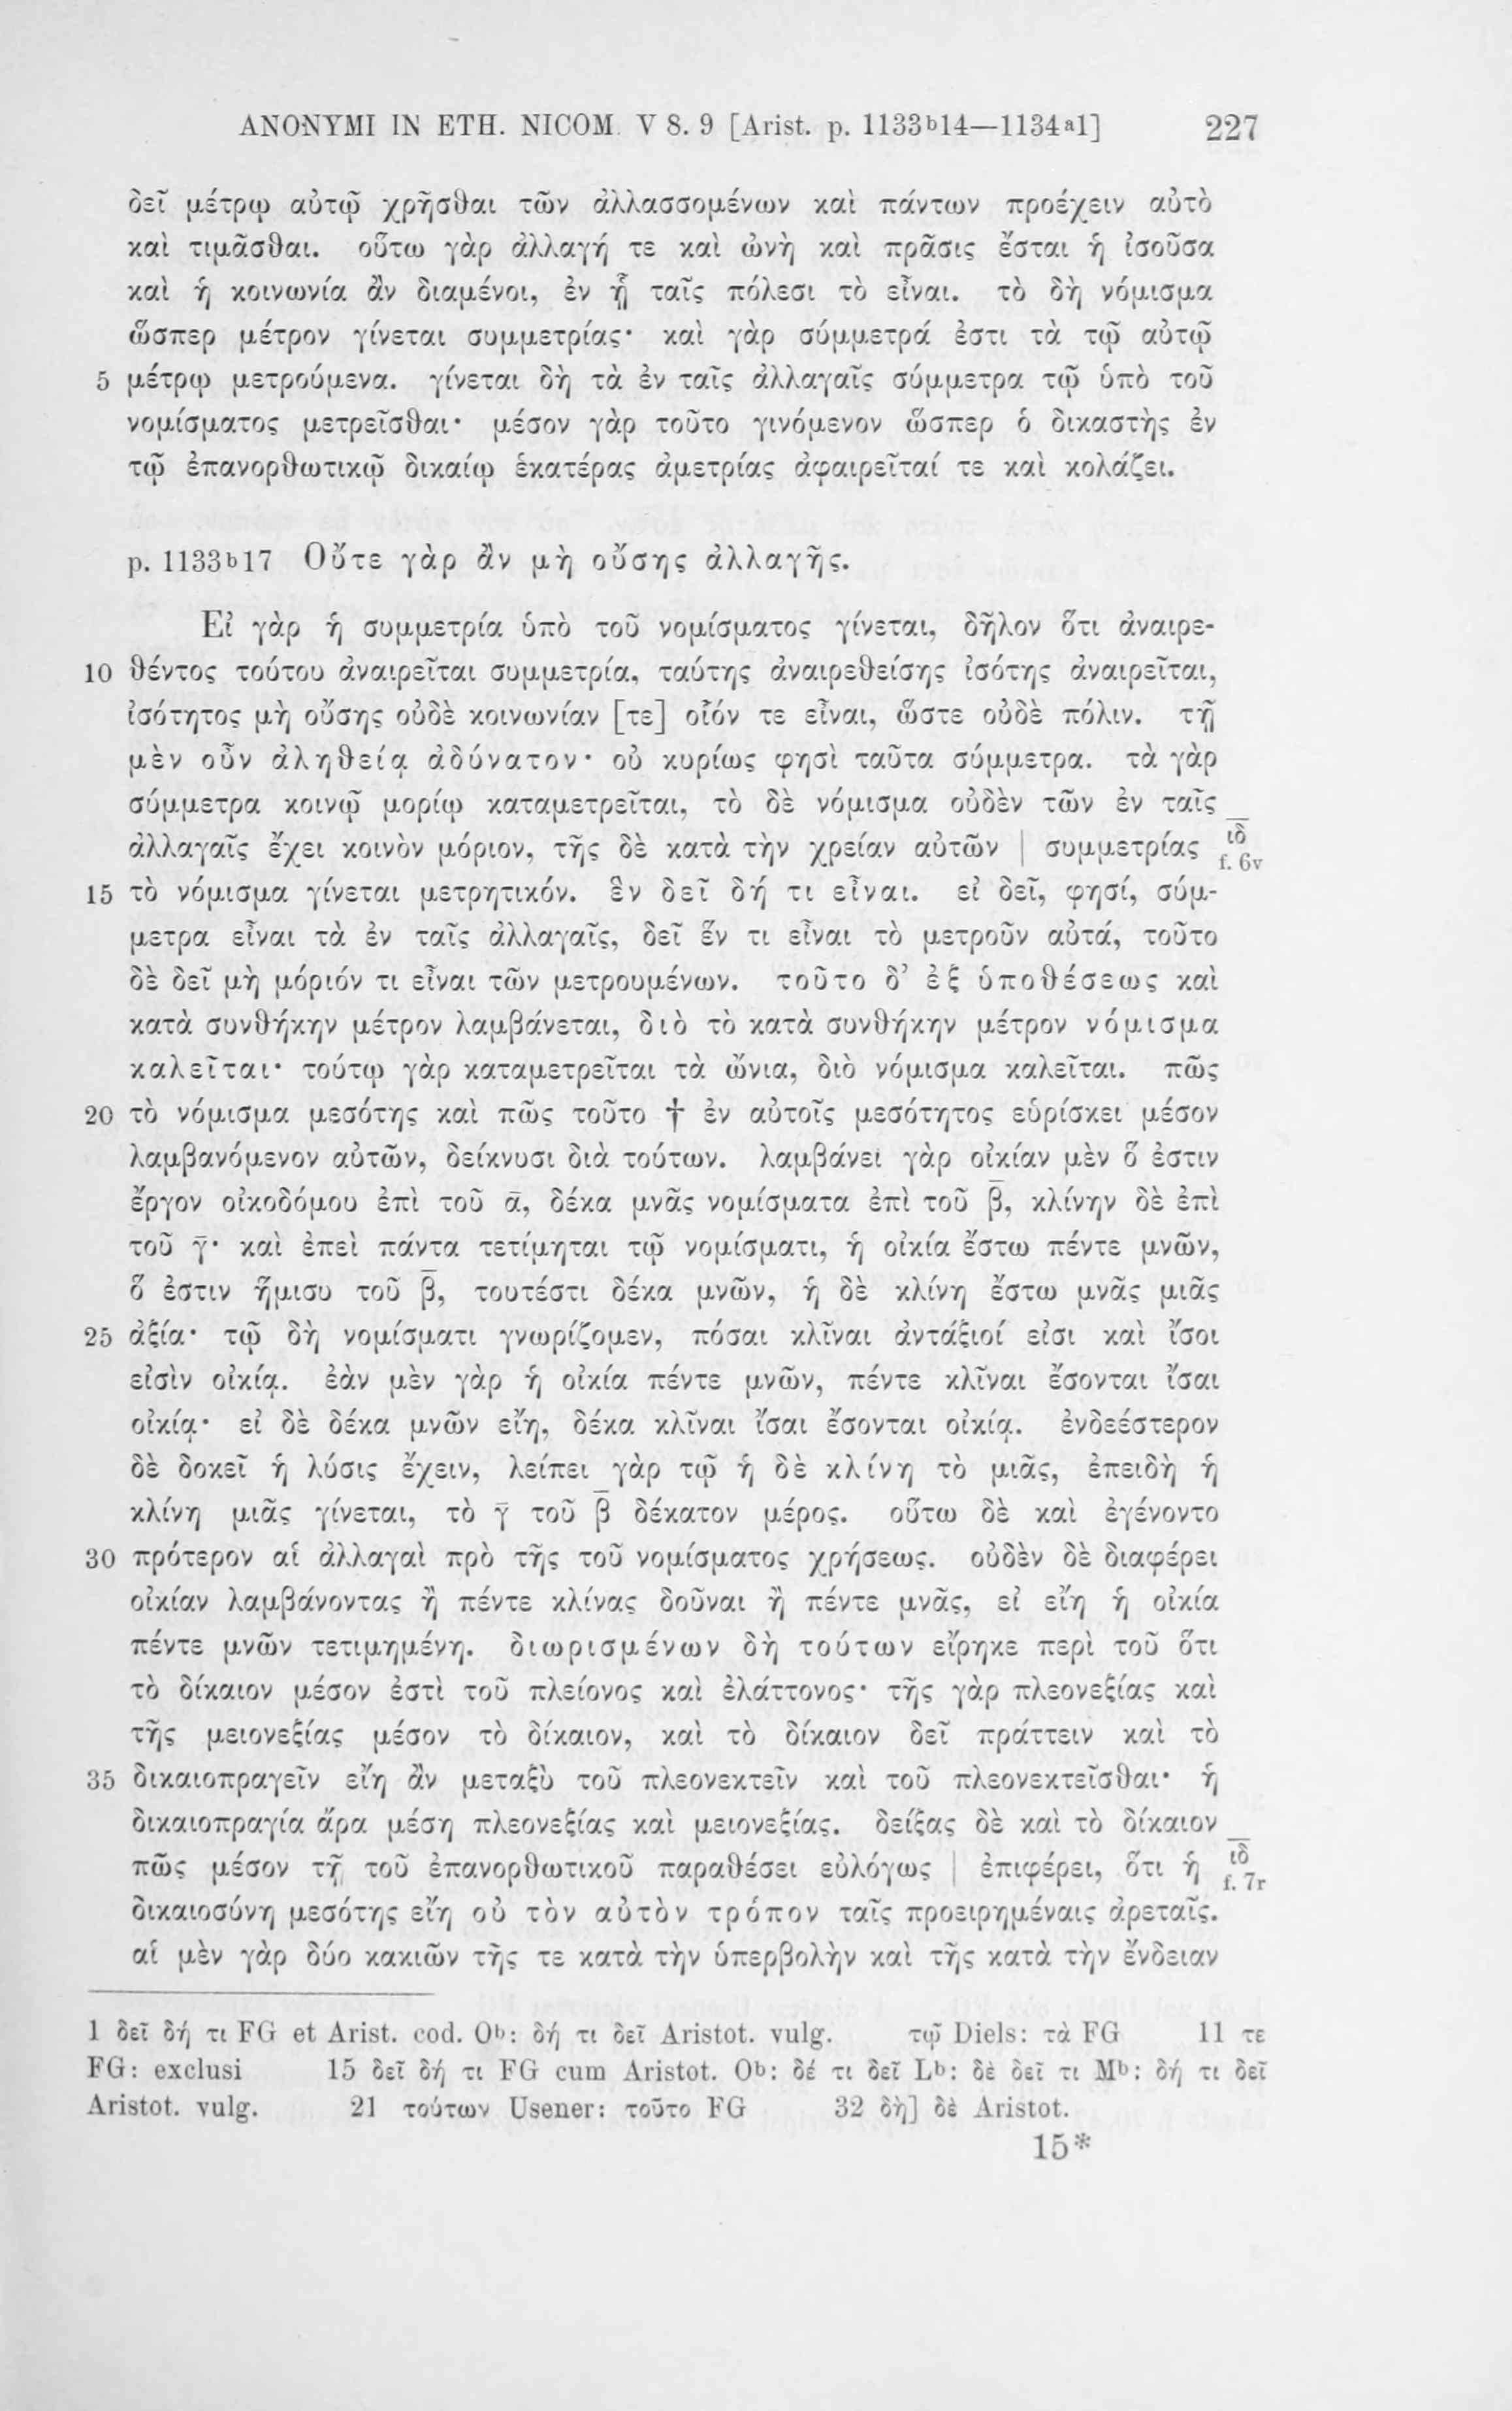 ANONYMI IN ETH. NICOM. V 8. 9 [Arist. p. 1133b14—1134a1] 227
δεῖ μέτρῳ αὐτῷ χρῆσθαι τῶν ἀλλασσομένων καὶ πάντων προέχειν αὐτὸ
καὶ τιμᾶσθαι. οὕτω γὰρ ἀλλαγή τε καὶ ὠνὴ καὶ πρᾶσις ἔσται ἡ ἰσοῦσα
καὶ ἡ κοινωνία ἂν διαμένοι, ἐν ᾗ ταῖς πόλεσι τὸ εἶναι. τὸ δὴ νόμισμα
ὥσπερ μέτρον γίνεται συμμετρίας· καὶ γὰρ σύμμετρά ἐστι τὰ τῷ αὐτῷ
5 μέτρῳ μετρούμενα. γίνεται δὴ τὰ ἐν ταῖς ἀλλαγαῖς σύμμετρα τῷ ὑπὸ τοῦ
νομίσματος μετρεῖσθαι· μέσον γὰρ τοῦτο γινόμενον ὥσπερ ὁ δικαστὴς ἐν
τῷ ἐπανορθωτικῷ δικαίῳ ἑκατέρας ἀμετρίας ἀφαιρεῖταί τε καὶ κολάζει.
p. 1133b17 Οὔτε γὰρ ἂν μὴ οὔσης ἀλλαγῆς.
Εἰ γὰρ ἡ συμμετρία ὑπὸ τοῦ νομίσματος γίνεται, δῆλον ὅτι ἀναιρε-
10 θέντος τούτου ἀναιρεῖται συμμετρία, ταύτης ἀναιρεθείσης ἰσότης ἀναιρεῖται,
ἰσότητος μὴ οὔσης οὐδὲ κοινωνίαν [τε] οἷόν τε εἶναι, ὥστε οὐδὲ πόλιν. τῇ
μὲν οὖν ἀληθείᾳ ἀδύνατον· οὐ κυρίως φησὶ ταῦτα σύμμετρα. τὰ γὰρ
σύμμετρα κοινῷ μορίῳ καταμετρεῖται, τὸ δὲ νόμισμα οὐδὲν τῶν ἐν ταῖς
ἀλλαγαῖς ἔχει κοινὸν μόριον, τῆς δὲ κατὰ τὴν χρείαν αὐτῶν | συμμετρίας ιδ f. 6v
15 τὸ νόμισμα γίνεται μετρητικόν. ἓν δεῖ δή τι εἶναι. εἰ δεῖ, φησί, σύμ-
μετρα εἶναι τὰ ἐν ταῖς ἀλλαγαῖς, δεῖ ἕν τι εἶναι τὸ μετροῦν αὐτά, τοῦτο
δὲ δεῖ μὴ μόριόν τι εἶναι τῶν μετρουμένων. τοῦτο δ’ ἐξ ὑποθέσεως καὶ
κατὰ συνθήκην μέτρον λαμβάνεται, διὸ τὸ κατὰ συνθήκην μέτρον νόμισμα
καλεῖται· τούτῳ γὰρ καταμετρεῖται τὰ ὤνια, διὸ νόμισμα καλεῖται. πῶς
20 τὸ νόμισμα μεσότης καὶ πῶς τοῦτο † ἐν αὐτοῖς μεσότητος εὑρίσκει μέσον
λαμβανόμενον αὐτῶν, δείκνυσι διὰ τούτων. λαμβάνει γὰρ οἰκίαν μὲν ὅ ἐστιν
ἔργον οἰκοδόμου ἐπὶ τοῦ ᾱ, δέκα μνᾶς νομίσματα ἐπὶ τοῦ β̄, κλίνην δὲ ἐπὶ
τοῦ γ̄· καὶ ἐπεὶ πάντα τετίμηται τῷ νομίσματι, ἡ οἰκία ἔστω πέντε μνῶν,
ὅ ἐστιν ἥμισυ τοῦ β̄, τουτέστι δέκα μνῶν, ἡ δὲ κλίνη ἔστω μνᾶς μιᾶς
25 ἀξία· τῷ δὴ νομίσματι γνωρίζομεν, πόσαι κλῖναι ἀντάξιοί εἰσι καὶ ἴσοι
εἰσὶν οἰκίᾳ. ἐὰν μὲν γὰρ ἡ οἰκία πέντε μνῶν, πέντε κλῖναι ἔσονται ἴσαι
οἰκίᾳ· εἰ δὲ δέκα μνῶν εἴη, δέκα κλῖναι ἴσαι ἔσονται οἰκίᾳ. ἐνδεέστερον
δὲ δοκεῖ ἡ λύσις ἔχειν, λείπει γὰρ τῷ ἡ δὲ κλίνη τὸ μιᾶς, ἐπειδὴ ἡ
κλίνη μιᾶς γίνεται, τὸ γ̄ τοῦ β̄ δέκατον μέρος. οὕτω δὲ καὶ ἐγένοντο
30 πρότερον αἱ ἀλλαγαὶ πρὸ τῆς τοῦ νομίσματος χρήσεως. οὐδὲν δὲ διαφέρει
οἰκίαν λαμβάνοντας ἢ πέντε κλίνας δοῦναι ἢ πέντε μνᾶς, εἰ εἴη ἡ οἰκία
πέντε μνῶν τετιμημένη. διωρισμένων δὴ τούτων εἴρηκε περὶ τοῦ ὅτι
τὸ δίκαιον μέσον ἐστὶ τοῦ πλείονος καὶ ἐλάττονος· τῆς γὰρ πλεονεξίας καὶ
τῆς μειονεξίας μέσον τὸ δίκαιον, καὶ τὸ δίκαιον δεῖ πράττειν καὶ τὸ
35 δικαιοπραγεῖν εἴη ἂν μεταξὺ τοῦ πλεονεκτεῖν καὶ τοῦ πλεονεκτεῖσθαι· ἡ
δικαιοπραγία ἄρα μέση πλεονεξίας καὶ μειονεξίας. δείξας δὲ καὶ τὸ δίκαιον
πῶς μέσον τῇ τοῦ ἐπανορθωτικοῦ παραθέσει εὐλόγως | ἐπιφέρει, ὅτι ἡ ιδ f. 7r
δικαιοσύνη μεσότης εἴη οὐ τὸν αὐτὸν τρόπον ταῖς προειρημέναις ἀρεταῖς.
αἱ μὲν γὰρ δύο κακιῶν τῆς τε κατὰ τὴν ὑπερβολὴν καὶ τῆς κατὰ τὴν ἔνδειαν
1 δεῖ δή τι FG et Arist. cod. Ob: δή τι δεῖ Aristot. vulg. τῷ Diels: τὰ FG 11 τε
FG: exclusi 15 δεῖ δή τι FG cum Aristot. Ob: δέ τι δεῖ Lb: δὲ δεῖ τι Mb: δή τι δεῖ
Aristot. vulg. 21 τούτων Usener: τοῦτο FG 32 δὴ] δὲ Aristot.
15*